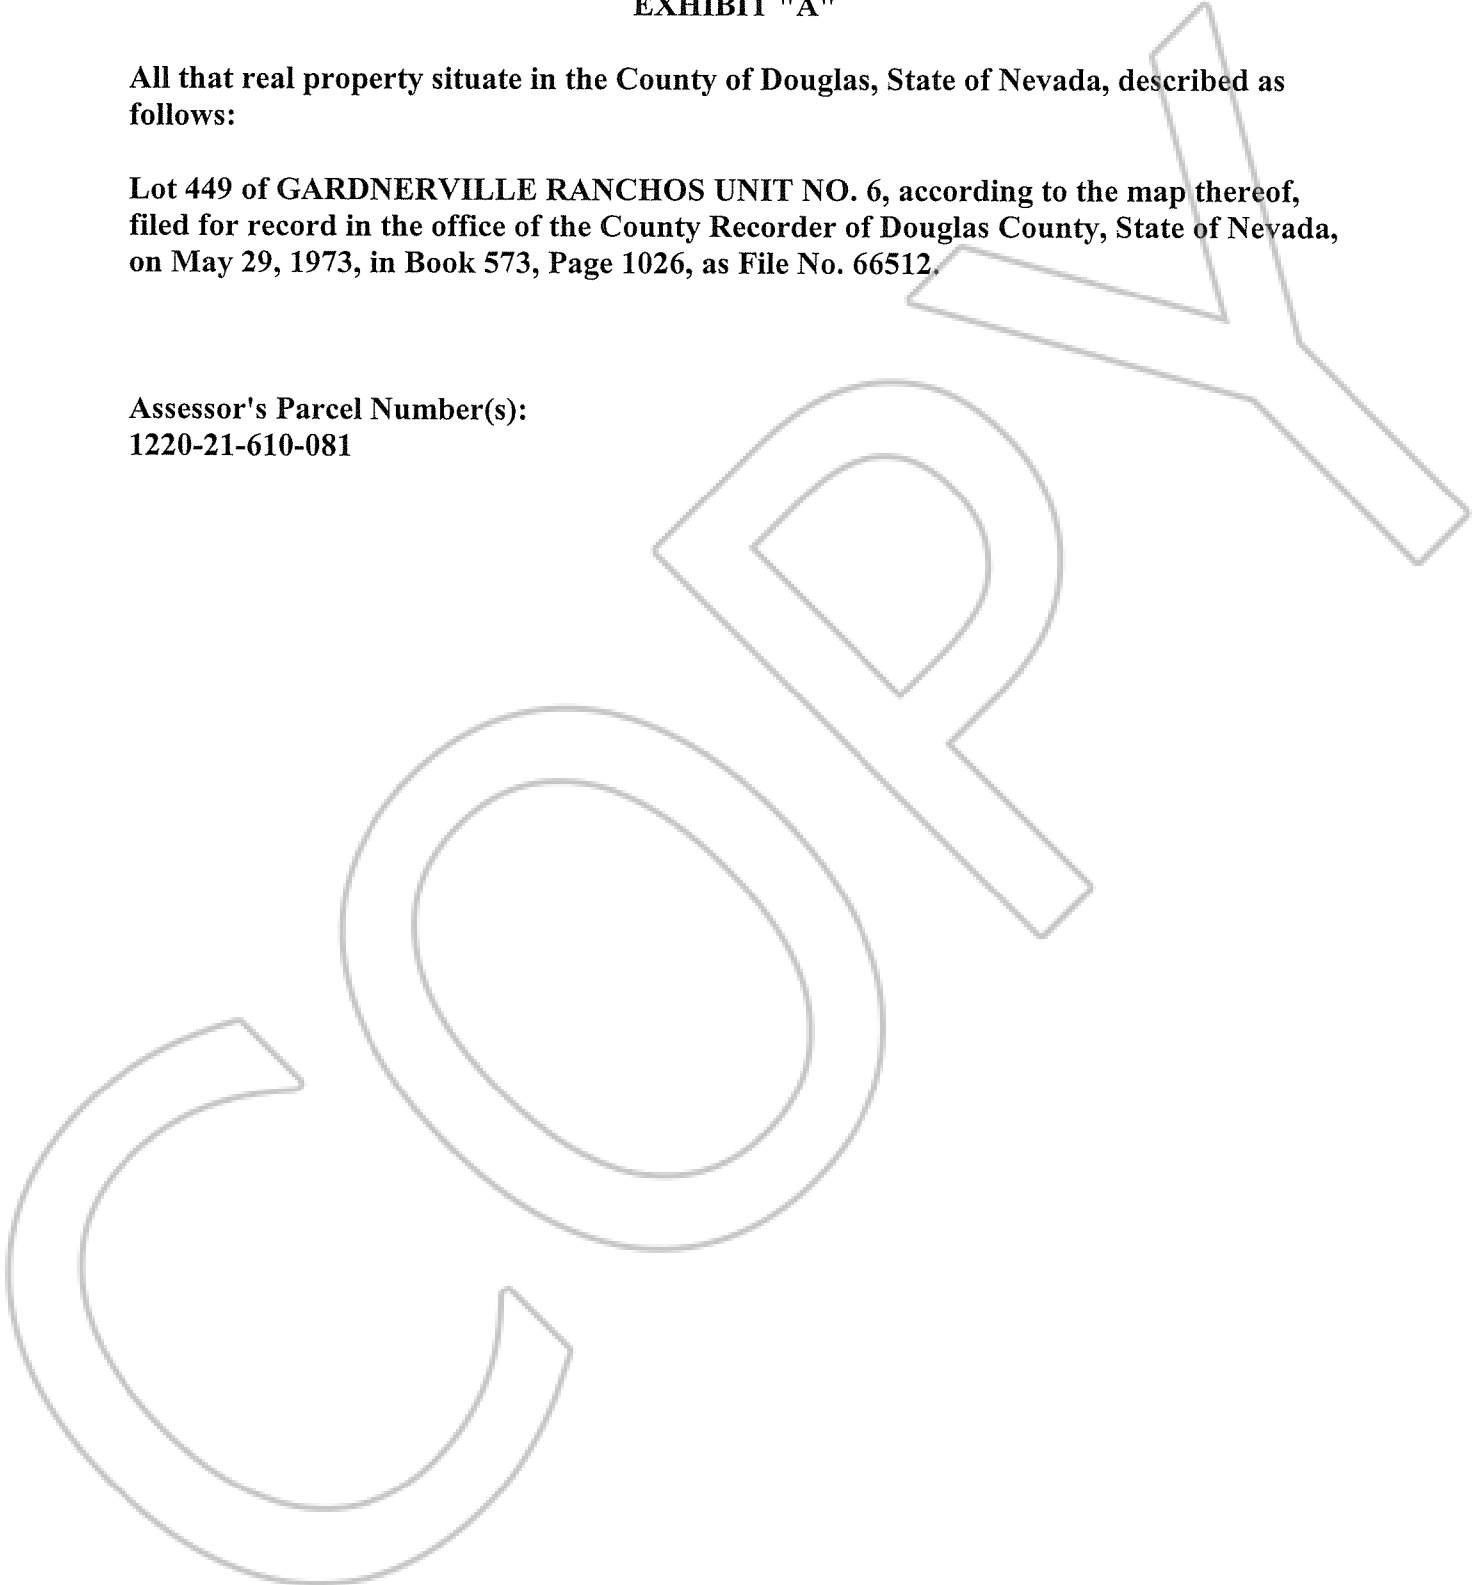 EXHIBIT "A"
All that real property situate in the County of Douglas, State of Nevada, described as
follows:
Lot 449 of GARDNERVILLE RANCHOS UNIT NO. 6, according to the map thereof,
filed for record in the office of the County Recorder of Douglas County, State of Nevada,
on May 29, 1973, in Book 573, Page 1026, as File No. 66512.
Assessor's Parcel Number(s):
1220-21-610-081
COPY